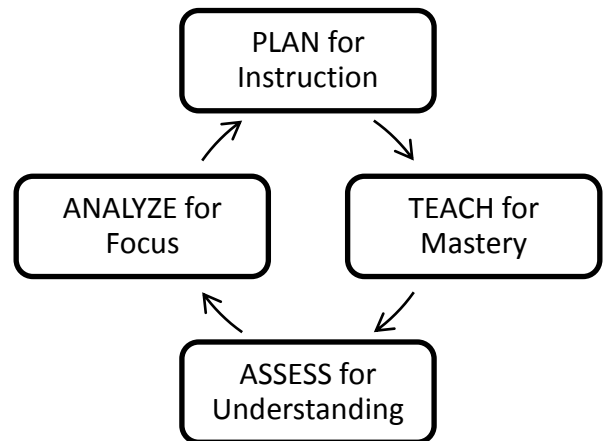 PLAN for
Instruction
TEACH for
Mastery
ASSESS for
Understanding
ANALYZE for
Focus